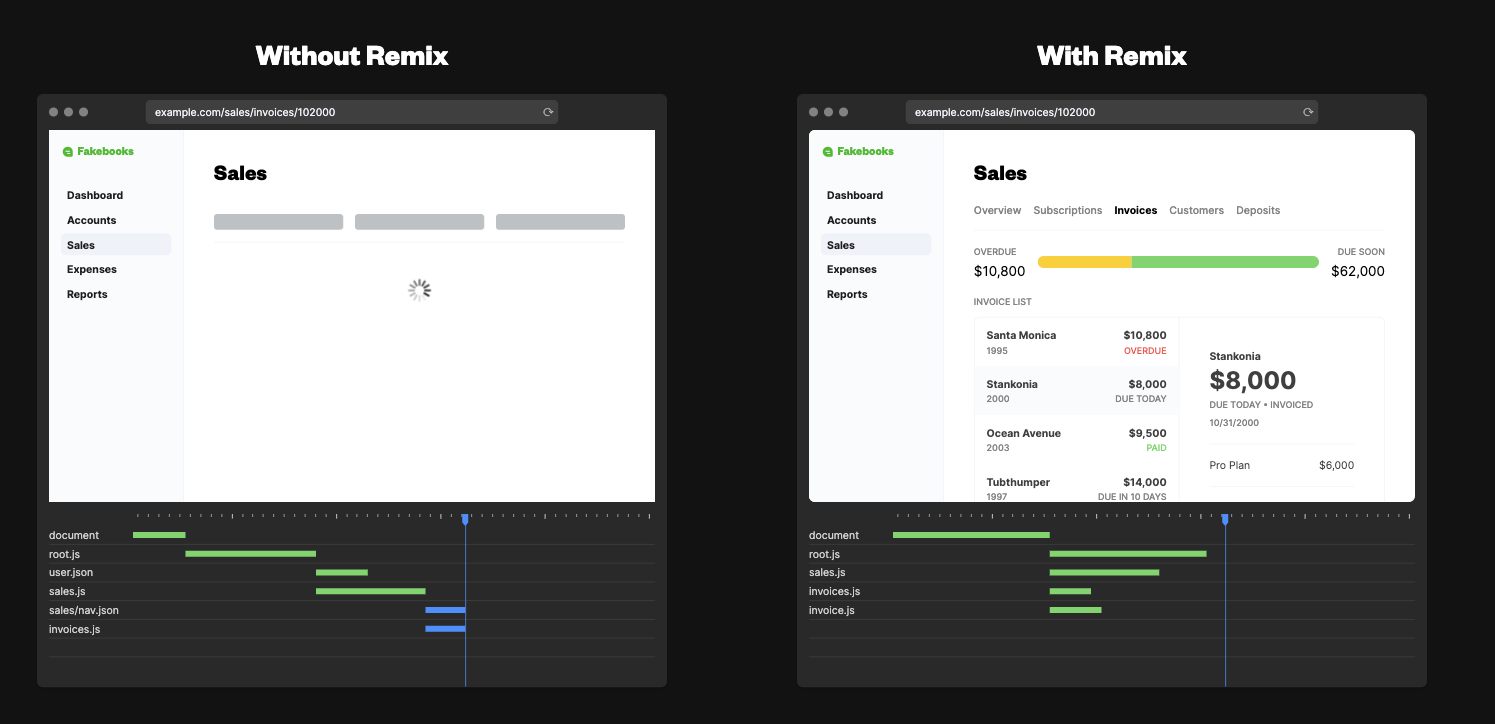 Without Remix
example.com/sales/invoices/102000
Fakebooks
Sales
Dashboard
Accounts
Sales
Expenses
Reports
document
root.js
user.json
sales.js
sales/nav.json
invoices.js
With Remix
example.com/sales/invoices/102000
Fakebooks
Sales
Dashboard
Accounts
Sales
Expenses
Reports
Overview Subscriptions Invoices Customers Deposits
OVERDUE DUE SOON
$10,800 $62,000
INVOICE LIST
Santa Monica $10,800
1995 OVERDUE
Stankonia $8,000
2000 DUE TODAY
Ocean Avenue $9,500
2003 PAID
Tubthumper $14,000
1997 DUE IN 10 DAYS
Stankonia
$8,000
DUE TODAY • INVOICED
10/31/2000
Pro Plan $6,000
document
root.js
sales.js
invoices.js
invoice.js